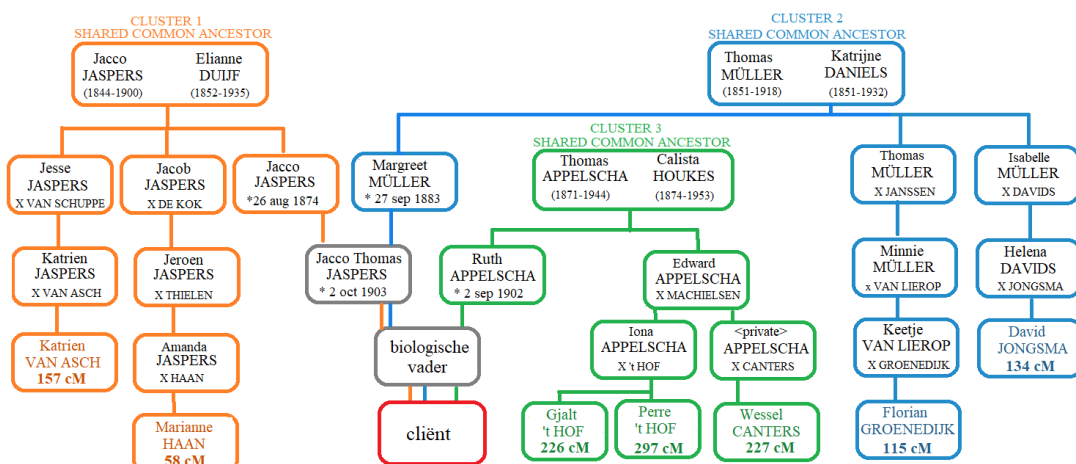 CLUSTER 1
SHARED COMMON ANCESTOR
Jacco
JASPERS
(1844-1900)
Elianne
DUIJF
(1852-1935)
CLUSTER 2
SHARED COMMON ANCESTOR
Thomas
MÜLLER
(1851-1918)
Katrijne
DANIELS
(1851-1932)
CLUSTER 3
SHARED COMMON ANCESTOR
Thomas
APPELSCHA
(1871-1944)
Calista
HOUKES
(1874-1953)
Jesse
JASPERS
X VAN SCHUPPE
Jacob
JASPERS
X DE KOK
Jacco
JASPERS
*26 aug 1874
Margreet
MÜLLER
* 27 sep 1883
Thomas
MÜLLER
X JANSSEN
Isabelle
MÜLLER
X DAVIDS
Katrien
JASPERS
X VAN ASCH
Jeroen
JASPERS
X THIELEN
Jacco Thomas
JASPERS
* 2 oct 1903
Ruth
APPELSCHA
* 2 sep 1902
Edward
APPELSCHA
X MACHIELSEN
Minnie
MÜLLER
x VAN LIEROP
Helena
DAVIDS
X JONGSMA
Katrien
VAN ASCH
157 cM
Amanda
JASPERS
X HAAN
biologische
vader
Iona
APPELSCHA
X 't HOF
<private>
APPELSCHA
X CANTERS
Keetje
VAN LIEROP
X GROENEDIJK
David
JONGSMA
134 cM
Marianne
HAAN
58 cM
cliënt
Gjalt
't HOF
226 cM
Perre
't HOF
297 cM
Wessel
CANTERS
227 cM
Florian
GROENEDIJK
115 cM